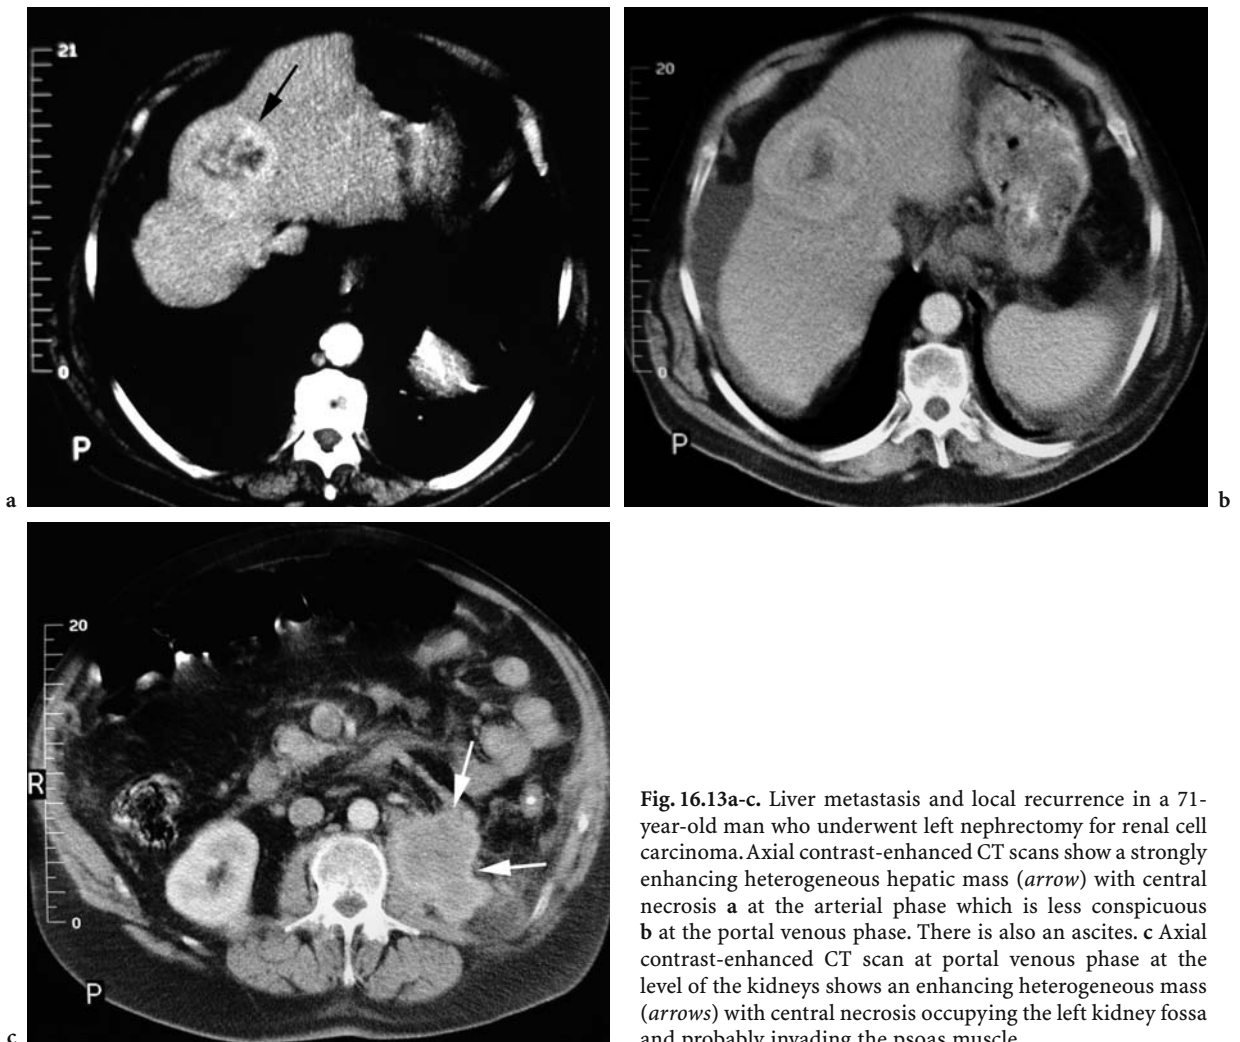 21
0
P
a
20
0
P
b
20
R
0
P
c
Fig. 16.13a-c. Liver metastasis and local recurrence in a 71-
year-old man who underwent left nephrectomy for renal cell
carcinoma. Axial contrast-enhanced CT scans show a strongly
enhancing heterogeneous hepatic mass (arrow) with central
necrosis a at the arterial phase which is less conspicuous
b at the portal venous phase. There is also an ascites. c Axial
contrast-enhanced CT scan at portal venous phase at the
level of the kidneys shows an enhancing heterogeneous mass
(arrows) with central necrosis occupying the left kidney fossa
and probably invading the psoas muscle